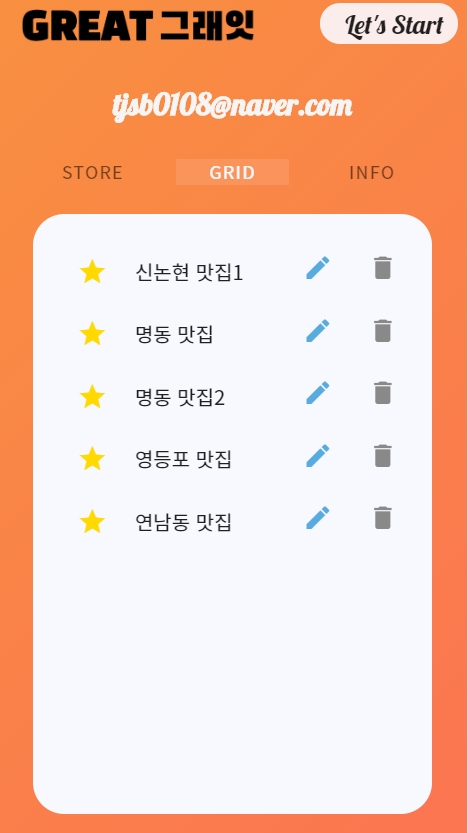 GREAT 그래잇
Let's Start
tjsb0108@naver.com
STORE
GRID
INFO
신논현 맛집1
명동 맛집
명동 맛집2
영등포 맛집
연남동 맛집